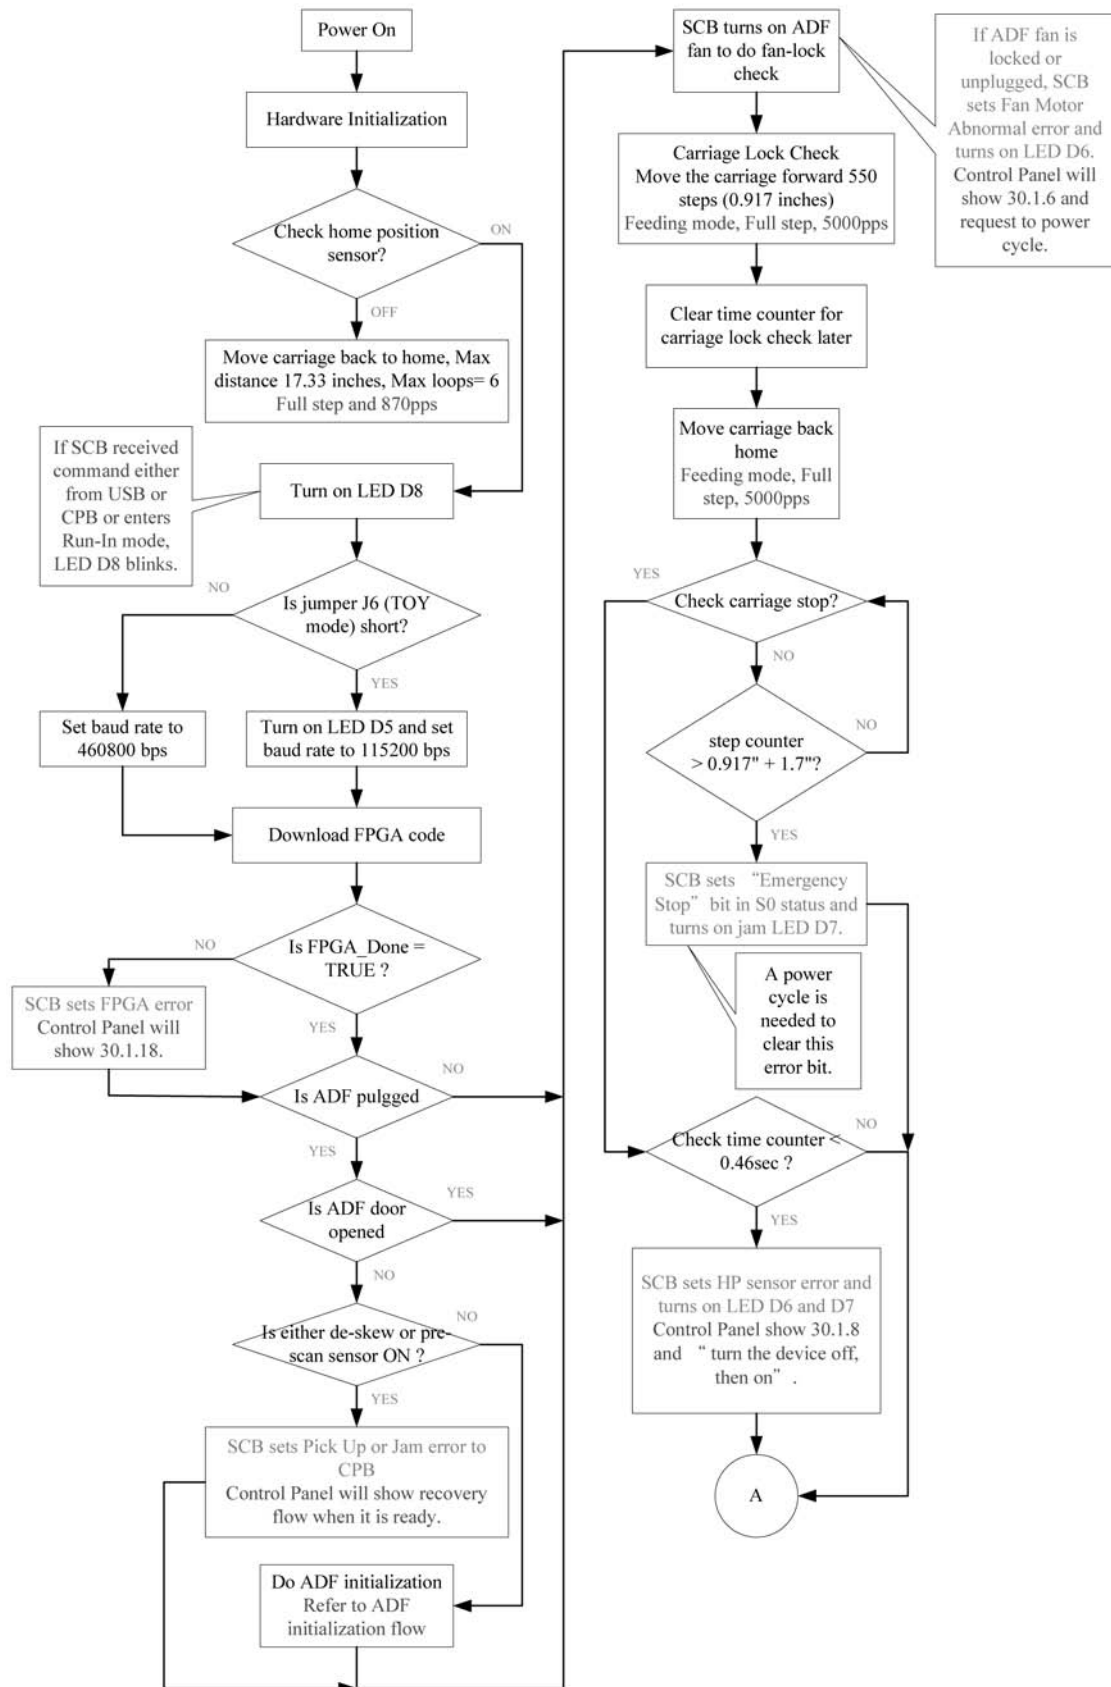 Power On
Hardware Initialization
Check home position
sensor?
ON
OFF
Move carriage back to home, Max
distance 17.33 inches, Max loops= 6
Full step and 870pps
If SCB received
command either
from USB or
CPB or enters
Run-In mode,
LED D8 blinks.
Turn on LED D8
NO
Is jumper J6 (TOY
mode) short?
YES
Set baud rate to
460800 bps
Turn on LED D5 and set
baud rate to 115200 bps
Download FPGA code
NO
Is FPGA_Done =
TRUE ?
SCB sets FPGA error
Control Panel will
show 30.1.18.
YES
Is ADF pulgged
NO
YES
Is ADF door
opened
YES
NO
Is either de-skew or pre-
scan sensor ON ?
NO
YES
SCB sets Pick Up or Jam error to
CPB
Control Panel will show recovery
flow when it is ready.
Do ADF initialization
Refer to ADF
initialization flow
SCB turns on ADF
fan to do fan-lock
check
If ADF fan is
locked or
unplugged, SCB
sets Fan Motor
Abnormal error and
turns on LED D6.
Control Panel will
show 30.1.6 and
request to power
cycle.
Carriage Lock Check
Move the carriage forward 550
steps (0.917 inches)
Feeding mode, Full step, 5000pps
Clear time counter for
carriage lock check later
Move carriage back
home
Feeding mode, Full
step, 5000pps
YES
Check carriage stop?
NO
step counter
> 0.917" + 1.7"?
NO
YES
SCB sets “Emergency
Stop” bit in S0 status and
turns on jam LED D7.
A power
cycle is
needed to
clear this
error bit.
Check time counter <
0.46sec ?
NO
YES
SCB sets HP sensor error and
turns on LED D6 and D7
Control Panel show 30.1.8
and “ turn the device off,
then on” .
A